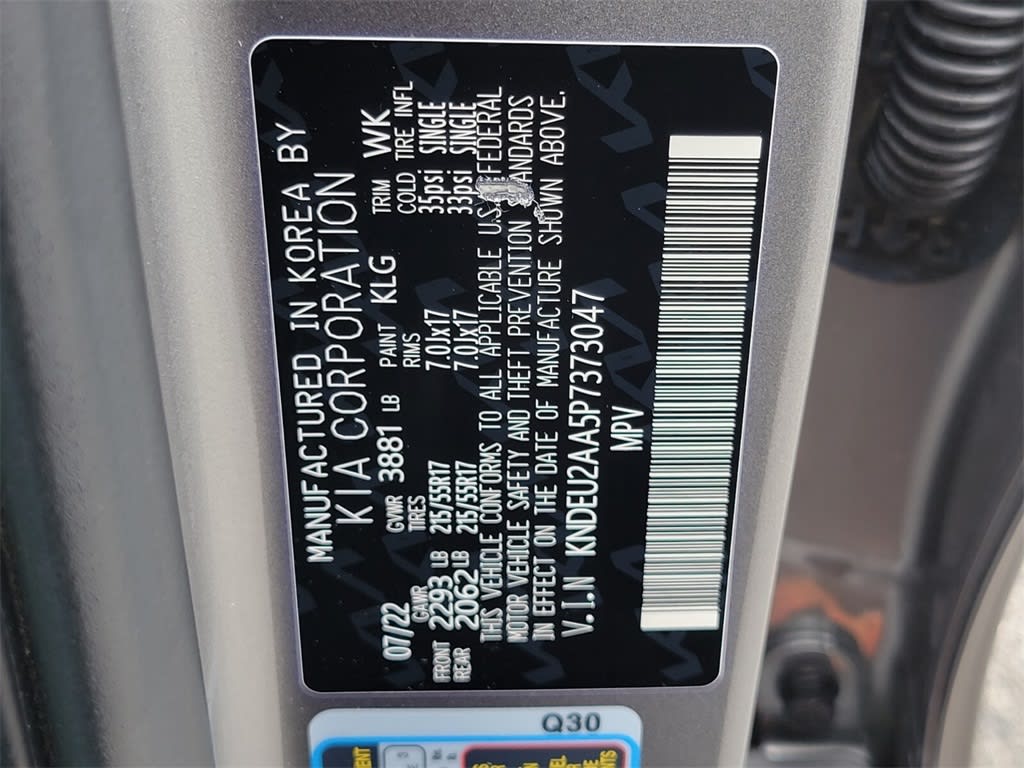 MANUFACTURED IN KOREA BY
KIA CORPORATION
07/22 GVWR 3881 LB PAINT KLG TRIM WK
GAWR TIRES RIMS COLD TIRE INFL
FRONT 2293 LB 215/55R17 7.0Jx17 35psi SINGLE
REAR 2062 LB 215/55R17 7.0Jx17 33psi SINGLE
THIS VEHICLE CONFORMS TO ALL APPLICABLE FEDERAL
MOTOR VEHICLE SAFETY AND THEFT PREVENTION
IN EFFECT ON THE DATE OF MANUFACTURE SHOWN ABOVE.
V.I.N KNDEU2AA5P7373047
MPV
Q30